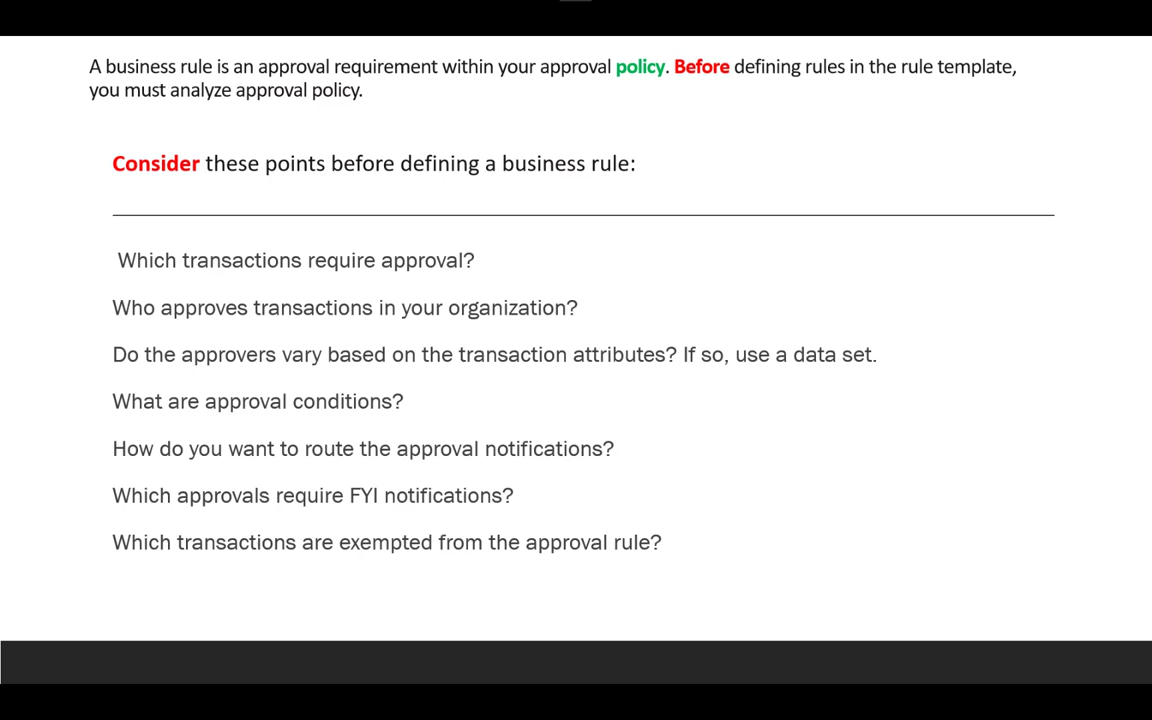 A business rule is an approval requirement within your approval policy. Before defining rules in the rule template,
you must analyze approval policy.
Consider these points before defining a business rule:
Which transactions require approval?
Who approves transactions in your organization?
Do the approvers vary based on the transaction attributes? If so, use a data set.
What are approval conditions?
How do you want to route the approval notifications?
Which approvals require FYI notifications?
Which transactions are exempted from the approval rule?